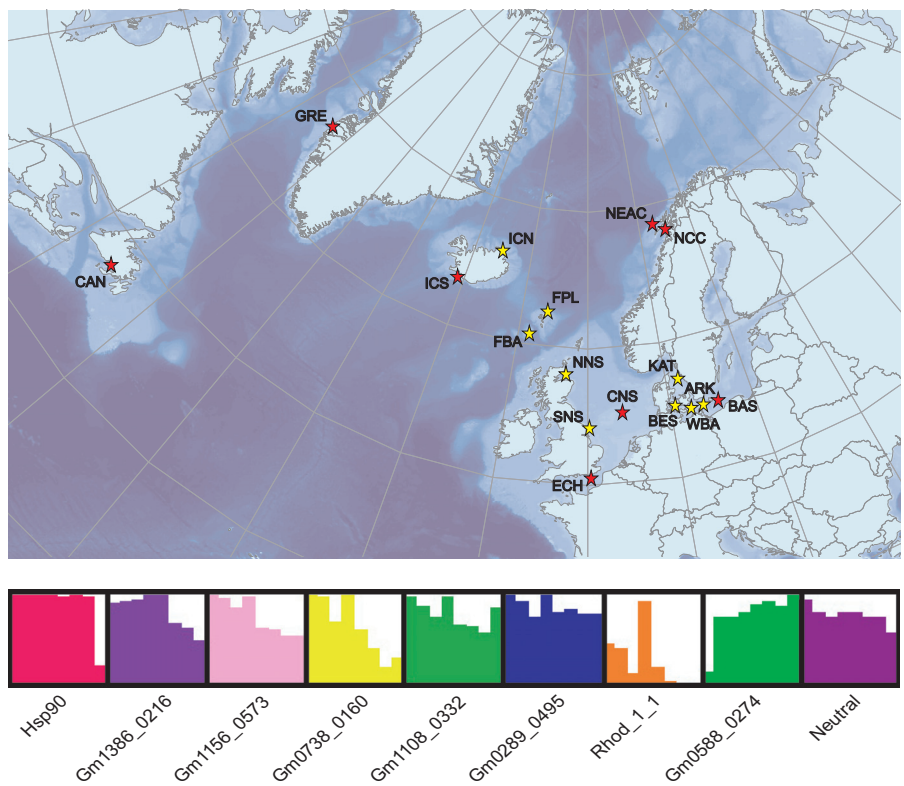 GRE
NEAC
NCC
ICN
CAN
ICS
FPL
FBA
NNS
KAT
ARK
CNS
BAS
SNS
BES
WBA
ECH
Hsp90
Gm1386_0216
Gm1156_0573
Gm0738_0160
Gm1108_0332
Gm0289_0495
Rhod_1_1
Gm0588_0274
Neutral